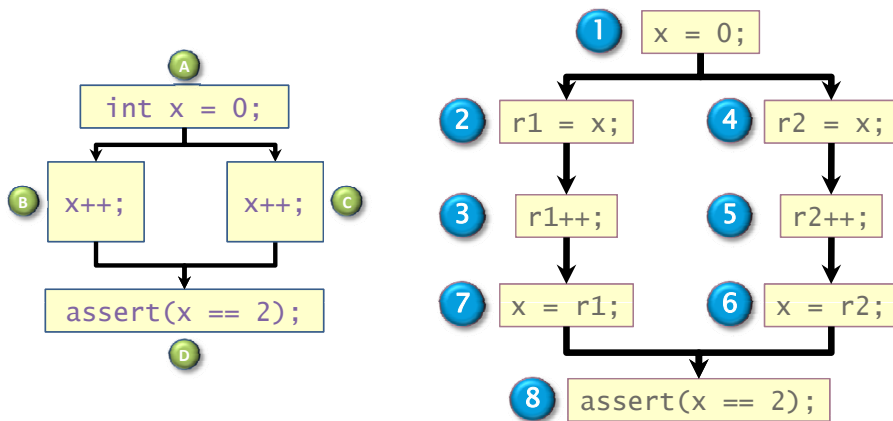 A
int x = 0;
B
x++;
x++;
C
assert(x == 2);
D
1
x = 0;
2
r1 = x;
4
r2 = x;
3
r1++;
5
r2++;
7
x = r1;
6
x = r2;
8
assert(x == 2);